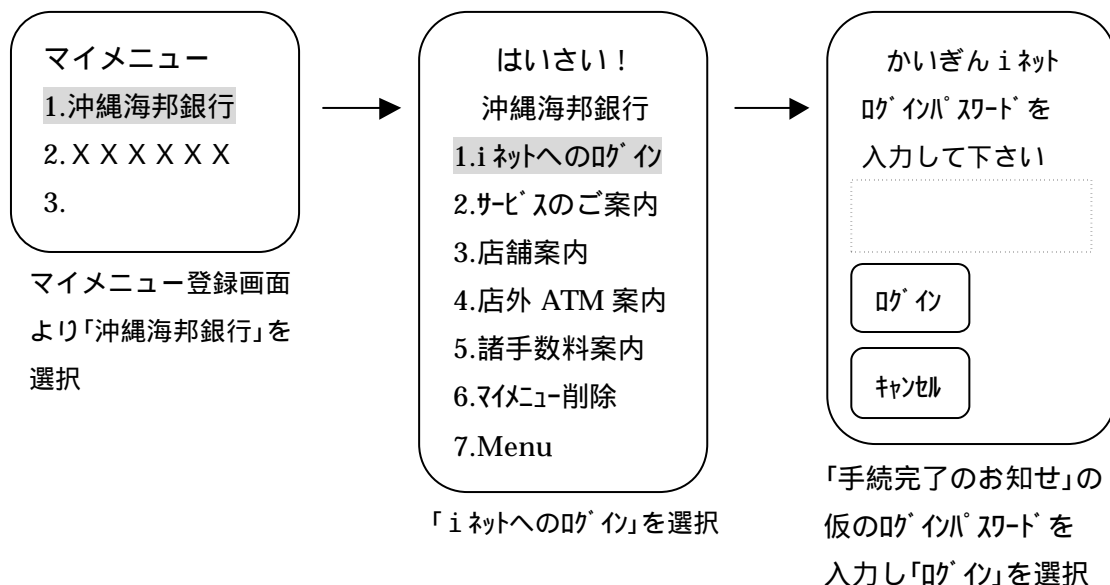 マイメニュー
1.沖縄海邦銀行
2.ＸＸＸＸＸＸ
3.
マイメニュー登録画面
より｢沖縄海邦銀行｣を
選択
はいさい！
沖縄海邦銀行
1.iﾈｯﾄへのﾛｸﾞｲﾝ
2.ｻｰﾋﾞｽのご案内
3.店舗案内
4.店外 ATM 案内
5.諸手数料案内
6.ﾏｲﾒﾆｭｰ削除
7.Menu
｢ｉﾈｯﾄへのﾛｸﾞｲﾝ｣を選択
かいぎんｉﾈｯﾄ
ﾛｸﾞｲﾝﾊﾟｽﾜｰﾄﾞを
入力して下さい
ﾛｸﾞｲﾝ
ｷｬﾝｾﾙ
｢手続完了のお知せ｣の
仮のﾛｸﾞｲﾝﾊﾟｽﾜｰﾄﾞを
入力し｢ﾛｸﾞｲﾝ｣を選択